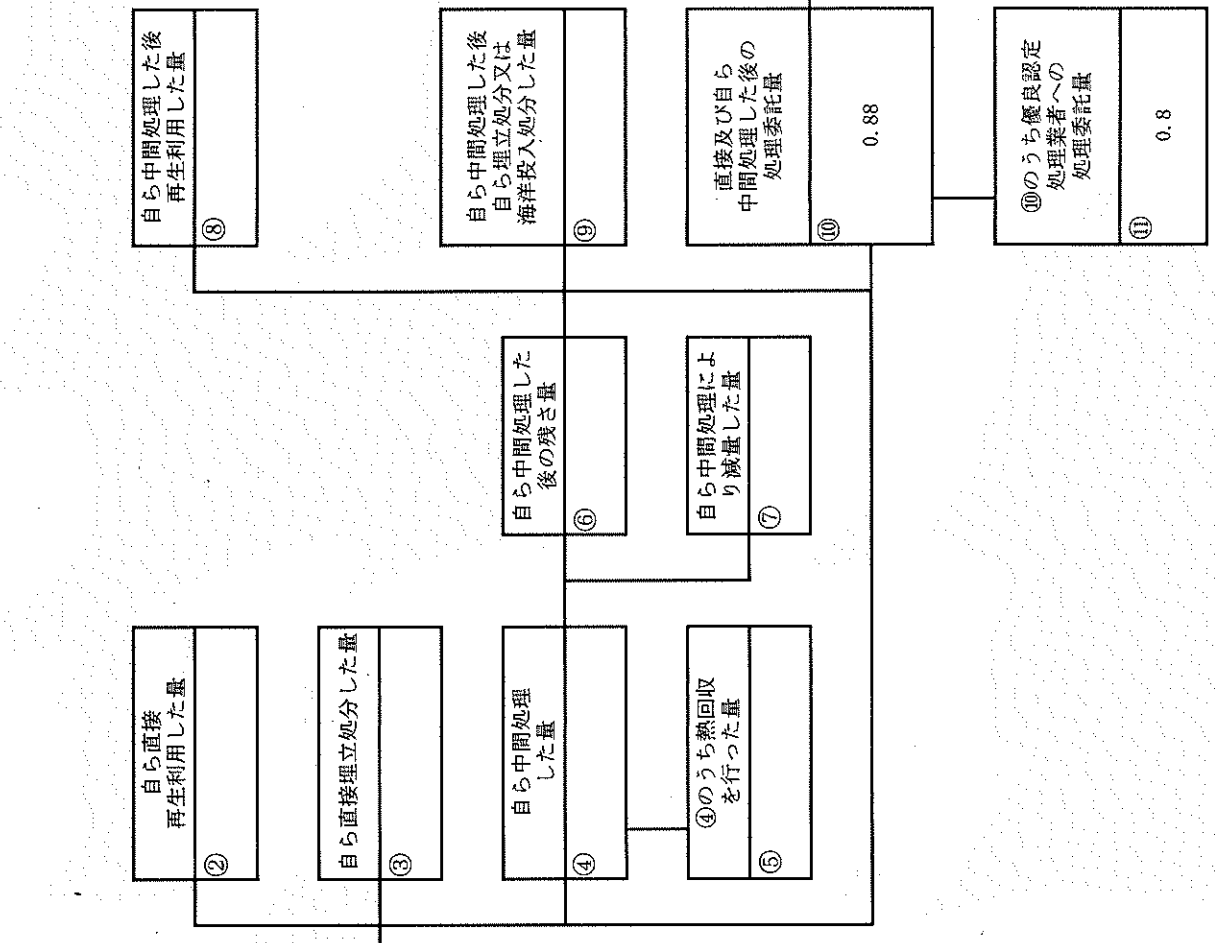 自ら直接
再生利用した量
②
自ら直接埋立処分した量
③
自ら中間処理
した量
④
④のうち熱回収
を行った量
⑤
自ら中間処理した
後の残さ量
⑥
自ら中間処理によ
り減量した量
⑦
自ら中間処理した後
再生利用した量
⑧
自ら中間処理した後
自ら埋立処分又は
海洋投入処分した量
⑨
直接及び自ら
中間処理した後の
処理委託量
⑩
0.88
⑩のうち優良認定
処理業者への
処理委託量
⑪
0.8